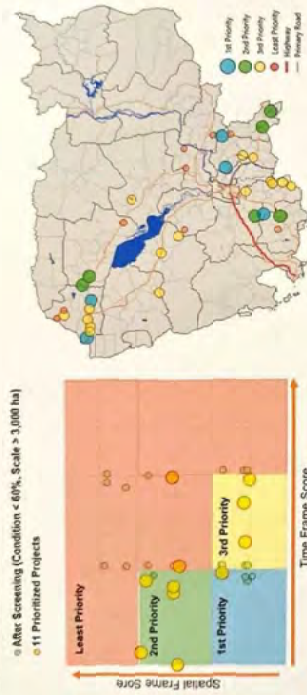 After Screening (Condition < 60%, Scale > 3,000 ha)
11 Prioritized Projects
Least Priority
2nd Priority
3rd Priority
1st Priority
Spatial Frame Sore
Time Frame Score
1st Priority
2nd Priority
3rd Priority
Least Priority
Highway
Primary Road